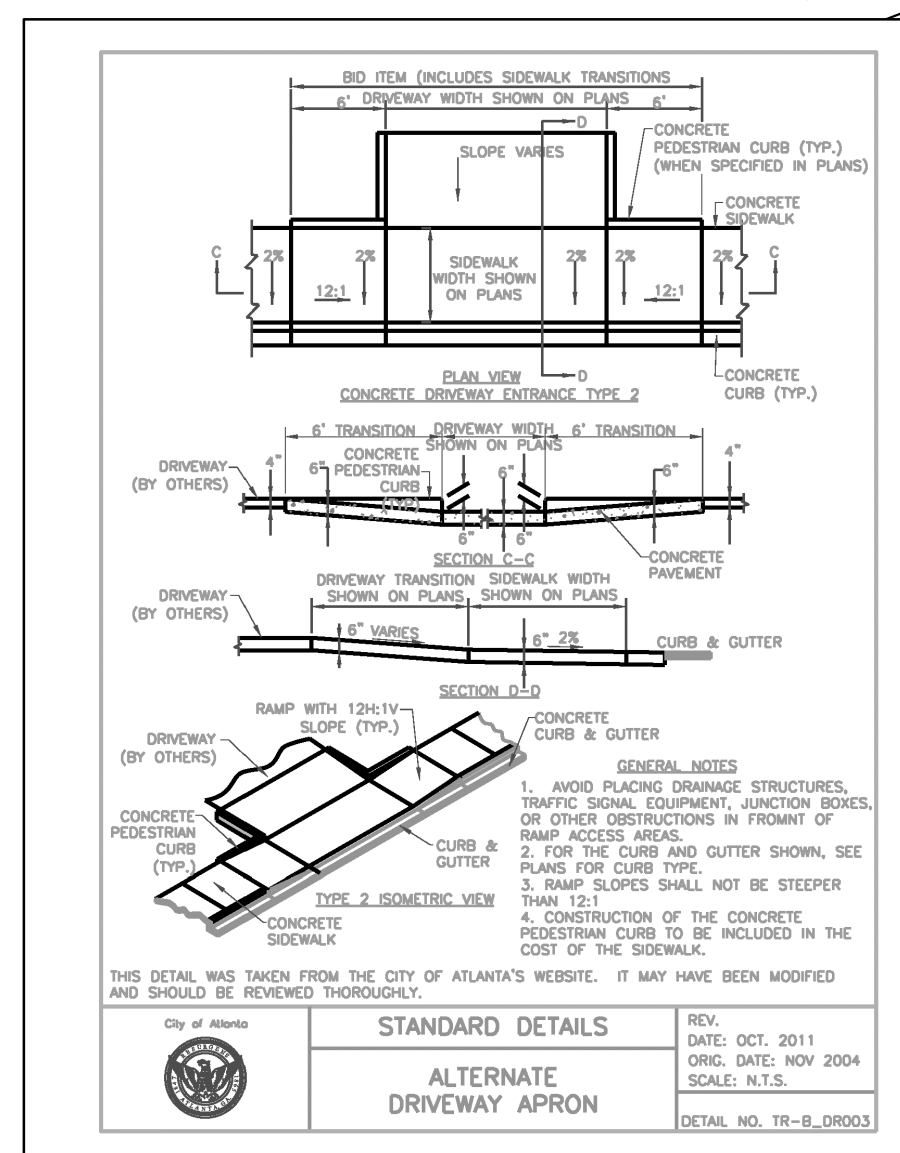 BID ITEM (INCLUDES SIDEWALK TRANSITIONS
6' DRIVEWAY WIDTH SHOWN ON PLANS 6'
D
CONCRETE
PEDESTRIAN CURB (TYP.)
(WHEN SPECIFIED IN PLANS)
SLOPE VARIES
CONCRETE
SIDEWALK
C 2% 2% SIDEWALK 2% 2% 2% C
WIDTH SHOWN
ON PLANS
12:1 12:1
PLAN VIEW D
CONCRETE DRIVEWAY ENTRANCE TYPE 2
CONCRETE
CURB (TYP.)
6' TRANSITION DRIVEWAY WIDTH 6' TRANSITION
SHOWN ON PLANS
DRIVEWAY
(BY OTHERS)
4" 6" CONCRETE
PEDESTRIAN
CURB
(TYP)
6" 6" 6" 4"
6" 6"
SECTION C-C
CONCRETE
PAVEMENT
DRIVEWAY TRANSITION SIDEWALK WIDTH
SHOWN ON PLANS SHOWN ON PLANS
DRIVEWAY
(BY OTHERS)
6" VARIES 6" 2% CURB & GUTTER
SECTION D-D
RAMP WITH 12H:1V
SLOPE (TYP.)
CONCRETE
CURB & GUTTER
DRIVEWAY
(BY OTHERS)
CONCRETE
PEDESTRIAN
CURB
(TYP.)
CURB &
GUTTER
TYPE 2 ISOMETRIC VIEW
CONCRETE
SIDEWALK
GENERAL NOTES
1. AVOID PLACING DRAINAGE STRUCTURES,
TRAFFIC SIGNAL EQUIPMENT, JUNCTION BOXES,
OR OTHER OBSTRUCTIONS IN FROMNT OF
RAMP ACCESS AREAS.
2. FOR THE CURB AND GUTTER SHOWN, SEE
PLANS FOR CURB TYPE.
3. RAMP SLOPES SHALL NOT BE STEEPER
THAN 12:1
4. CONSTRUCTION OF THE CONCRETE
PEDESTRIAN CURB TO BE INCLUDED IN THE
COST OF THE SIDEWALK.
THIS DETAIL WAS TAKEN FROM THE CITY OF ATLANTA'S WEBSITE. IT MAY HAVE BEEN MODIFIED
AND SHOULD BE REVIEWED THOROUGHLY.
City of Atlanta
RESURGENS
ATLANTA, GA.
STANDARD DETAILS
ALTERNATE
DRIVEWAY APRON
REV.
DATE: OCT. 2011
ORIG. DATE: NOV 2004
SCALE: N.T.S.
DETAIL NO. TR-B_DR003